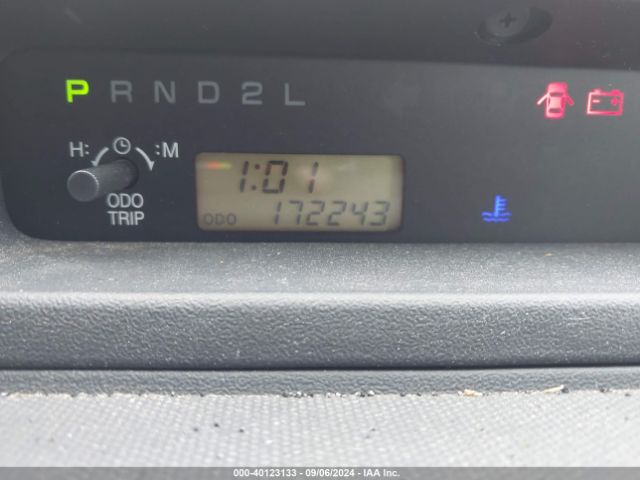 P R N D 2 L
H: :M
ODO
TRIP
1:01
ODO 172243
000-40123133 - 09/06/2024 - IAA Inc.